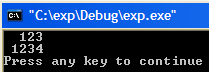 "C:\exp\Debug\exp.exe"
  123
 1234
Press any key to continue